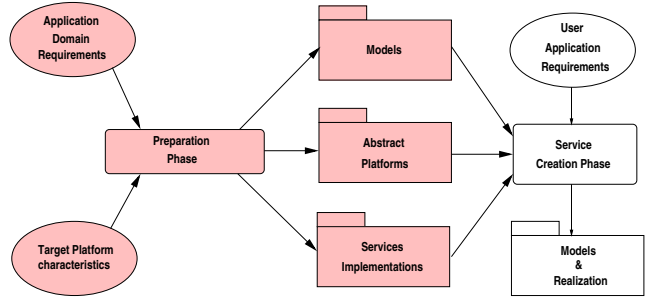 Application
Domain
Requirements
Target Platform
characteristics
Preparation
Phase
Models
Abstract
Platforms
Services
Implementations
User
Application
Requirements
Service
Creation Phase
Models
&
Realization